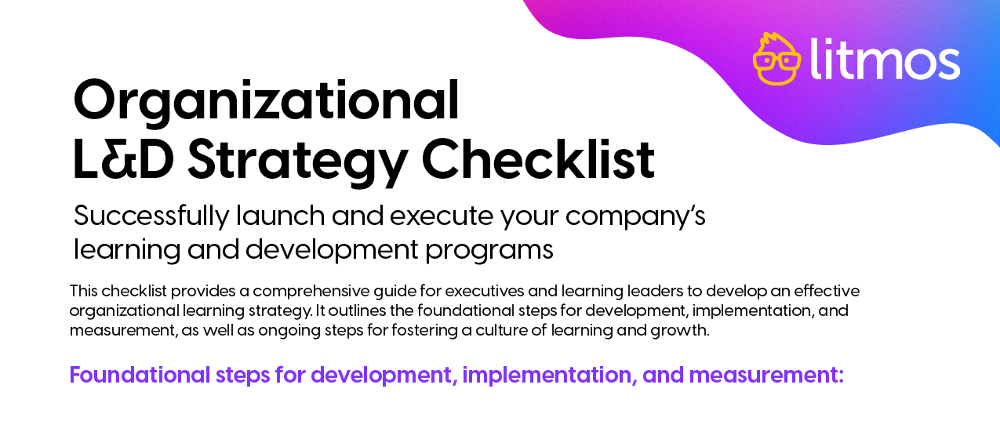 litmos
Organizational
L&D Strategy Checklist
Successfully launch and execute your company’s
learning and development programs
This checklist provides a comprehensive guide for executives and learning leaders to develop an effective
organizational learning strategy. It outlines the foundational steps for development, implementation, and
measurement, as well as ongoing steps for fostering a culture of learning and growth.
Foundational steps for development, implementation, and measurement: